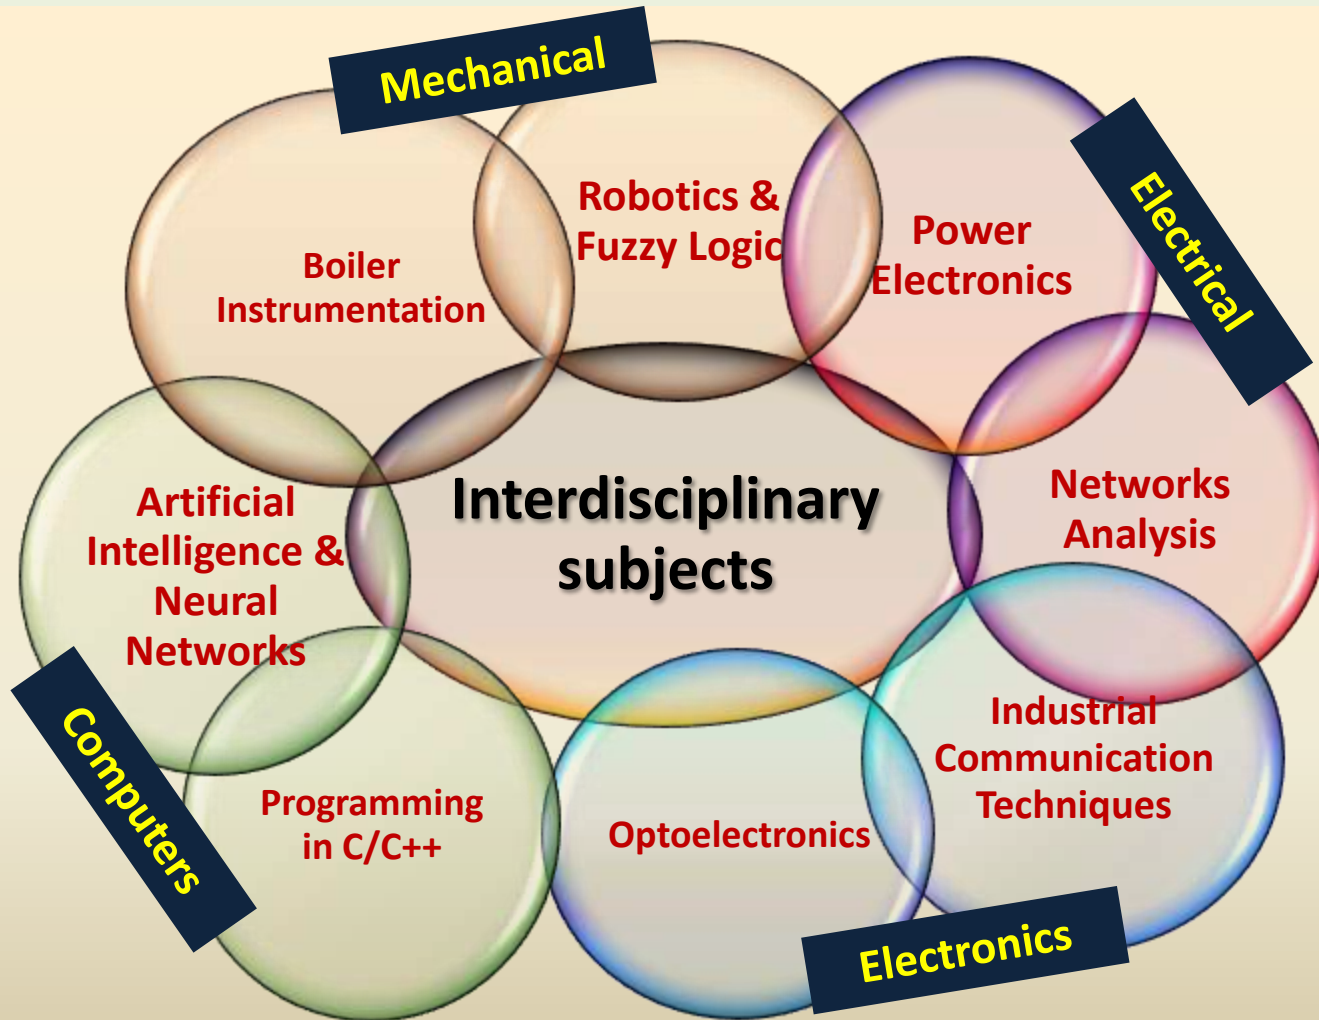 Mechanical
Robotics &
Fuzzy Logic
Power
Electronics
Electrical
Boiler
Instrumentation
Networks
Analysis
Interdisciplinary
subjects
Artificial
Intelligence &
Neural
Networks
Industrial
Communication
Techniques
Computers
Programming
in C/C++
Optoelectronics
Electronics